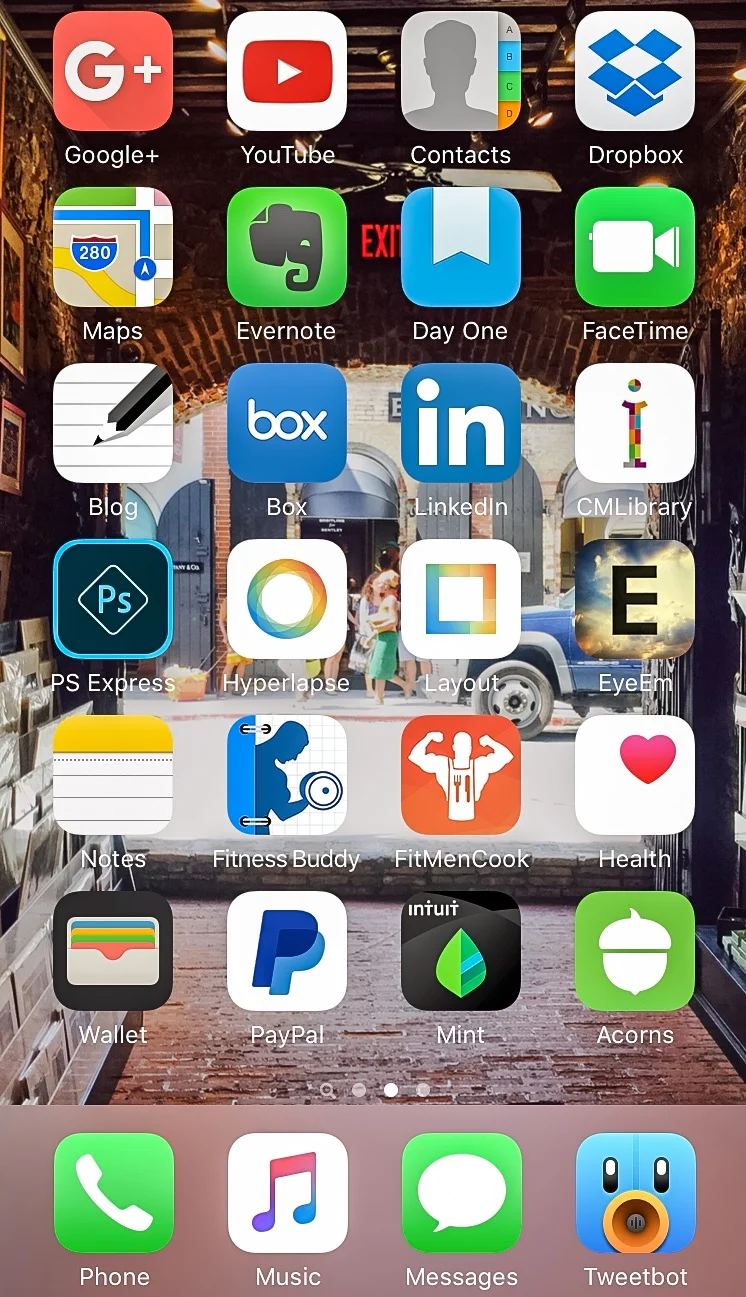 G+
A
B
C
D
Google+
YouTube
Contacts
Dropbox
280
EXIT
Maps
Evernote
Day One
FaceTime
box
in
i
Blog
Box
LinkedIn
CMLibrary
Ps
E
PS Express
Hyperlapse
Layout
EyeEm
Notes
Fitness Buddy
FitMenCook
Health
ıntuıt
Wallet
PayPal
Mint
Acorns
Phone
Music
Messages
Tweetbot